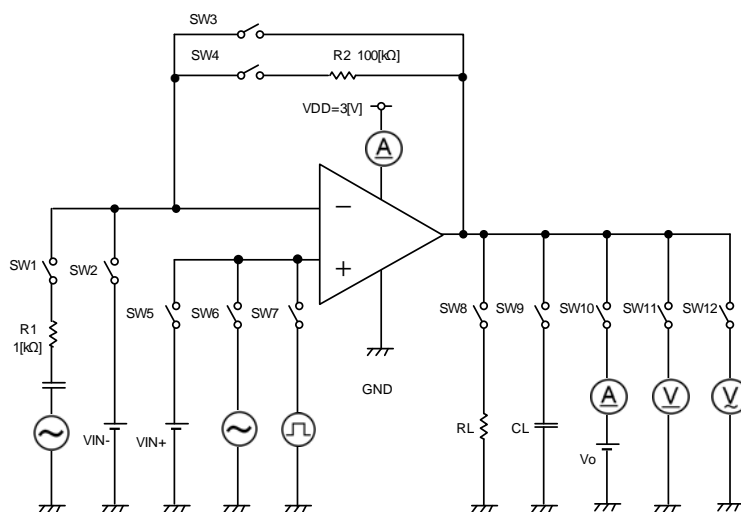 SW3
SW4
R2 100[kΩ]
VDD=3[V]
A
−
+
SW1
SW2
SW5
SW6
SW7
SW8
SW9
SW10
SW11
SW12
R1
1[kΩ]
GND
A
V
V
VIN-
VIN+
RL
CL
Vo